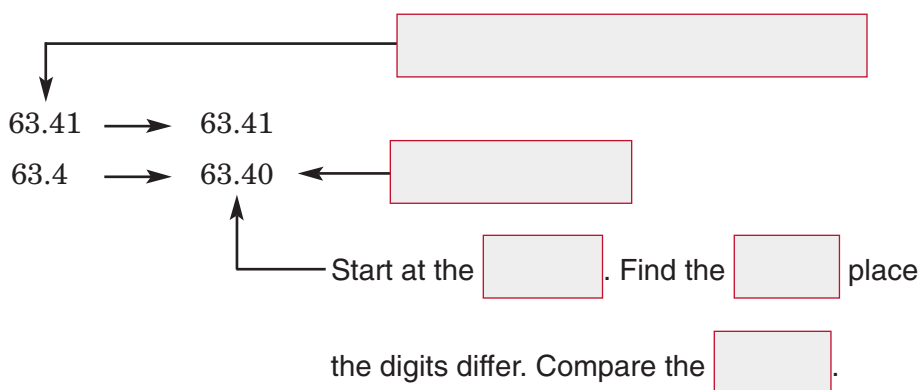 63.41 63.41
63.4 63.40
Start at the . Find the place
the digits differ. Compare the .